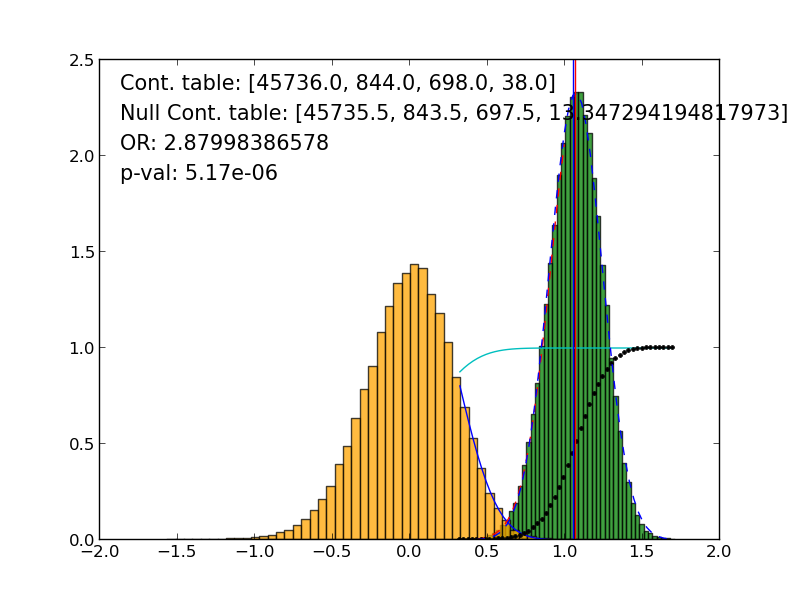 Cont. table: [45736.0, 844.0, 698.0, 38.0]
Null Cont. table: [45735.5, 843.5, 697.5, 13.347294194817973]
OR: 2.87998386578
p-val: 5.17e-06
2.5
2.0
1.5
1.0
0.5
0.0
−2.0 −1.5 −1.0 −0.5 0.0 0.5 1.0 1.5 2.0